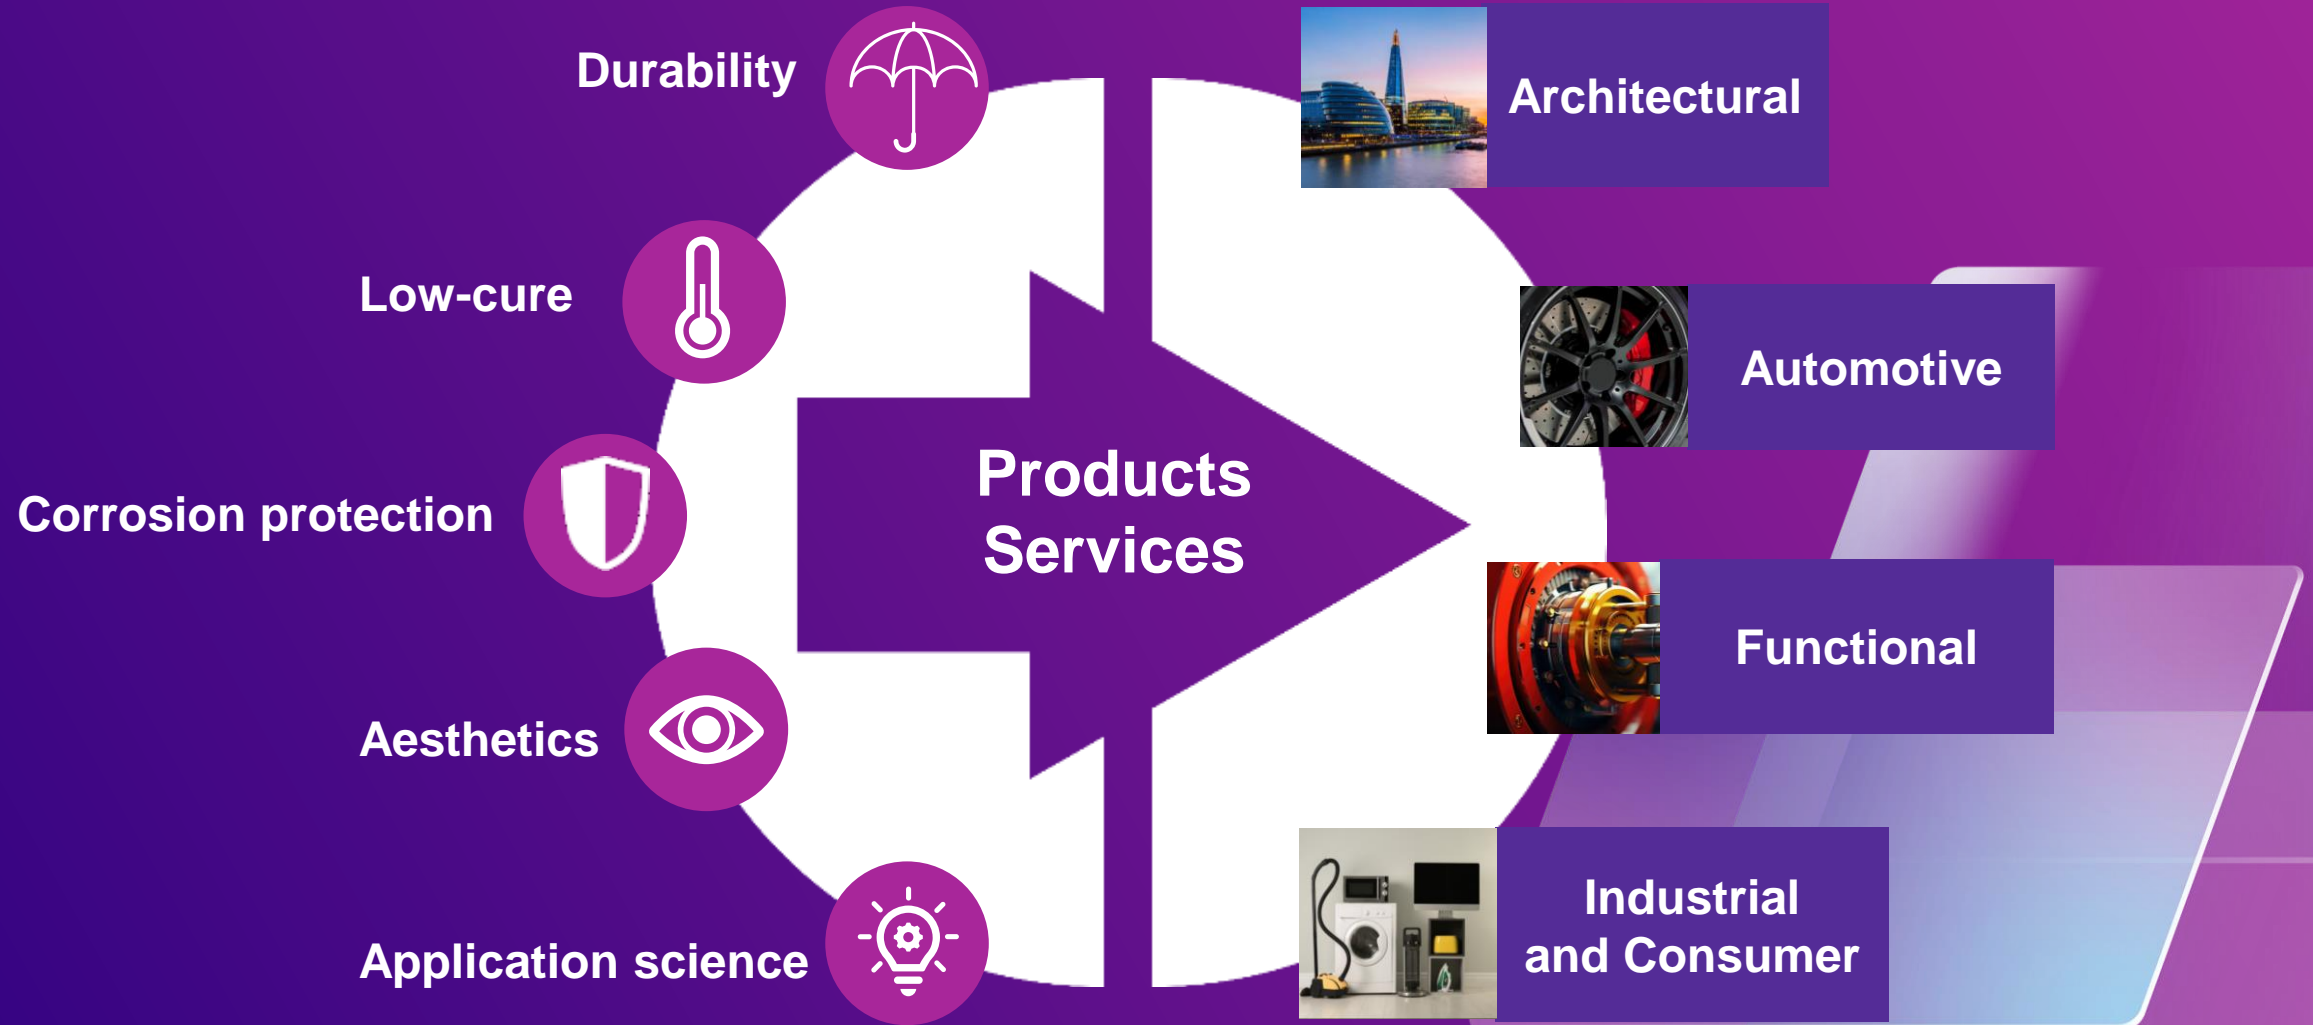 Durability
Low-cure
Corrosion protection
Aesthetics
Application science
Products
Services
Architectural
Automotive
Functional
Industrial
and Consumer